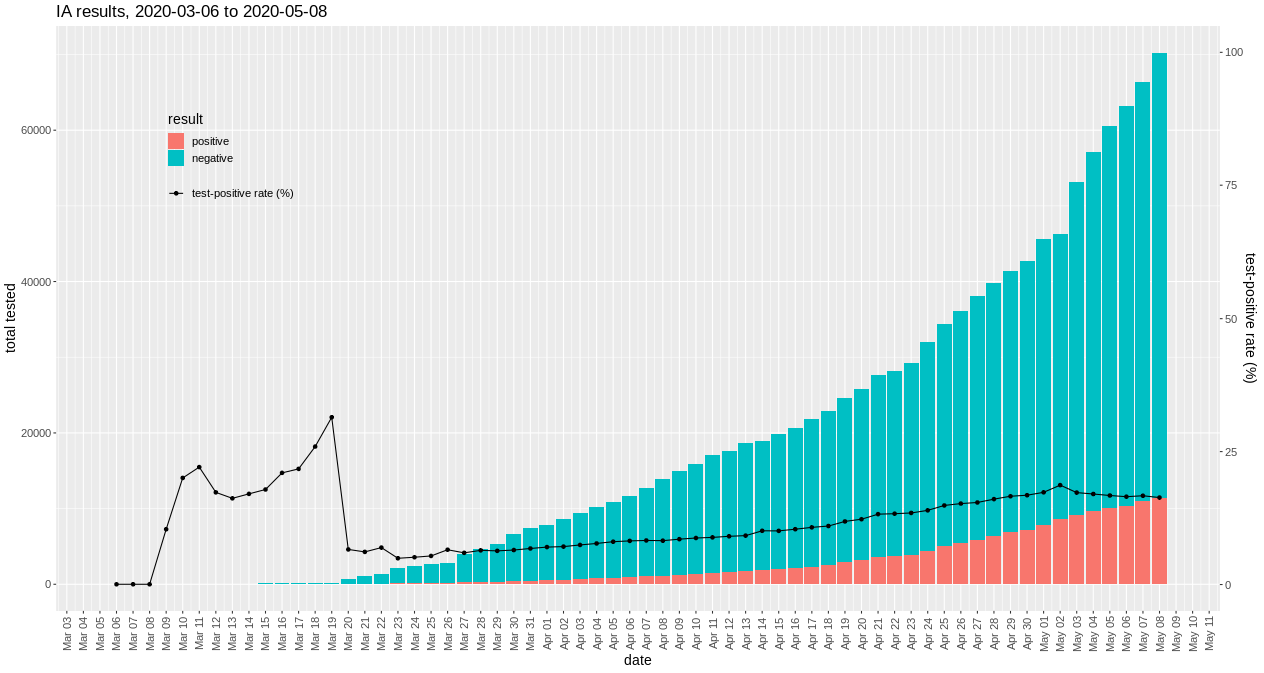 IA results, 2020-03-06 to 2020-05-08
result
positive
negative
test-positive rate (%)
total tested
60000
40000
20000
0
100
75
50
25
0
test-positive rate (%)
Mar 03
Mar 04
Mar 05
Mar 06
Mar 07
Mar 08
Mar 09
Mar 10
Mar 11
Mar 12
Mar 13
Mar 14
Mar 15
Mar 16
Mar 17
Mar 18
Mar 19
Mar 20
Mar 21
Mar 22
Mar 23
Mar 24
Mar 25
Mar 26
Mar 27
Mar 28
Mar 29
Mar 30
Mar 31
Apr 01
Apr 02
Apr 03
Apr 04
Apr 05
Apr 06
Apr 07
Apr 08
Apr 09
Apr 10
Apr 11
Apr 12
Apr 13
Apr 14
Apr 15
Apr 16
Apr 17
Apr 18
Apr 19
Apr 20
Apr 21
Apr 22
Apr 23
Apr 24
Apr 25
Apr 26
Apr 27
Apr 28
Apr 29
Apr 30
May 01
May 02
May 03
May 04
May 05
May 06
May 07
May 08
May 09
May 10
May 11
date